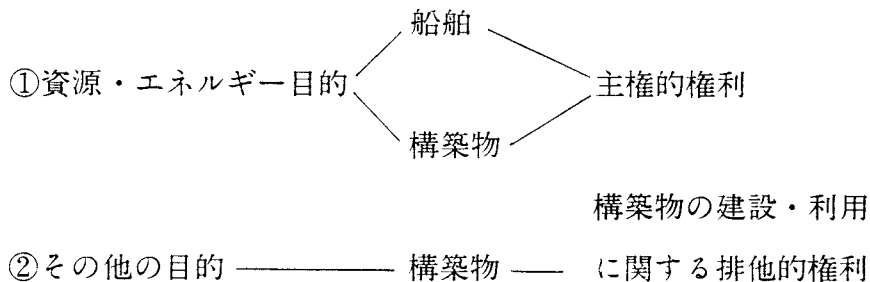 船舶
①資源・エネルギー目的
主権的権利
構築物
構築物の建設・利用
②その他の目的 構築物 に関する排他的権利